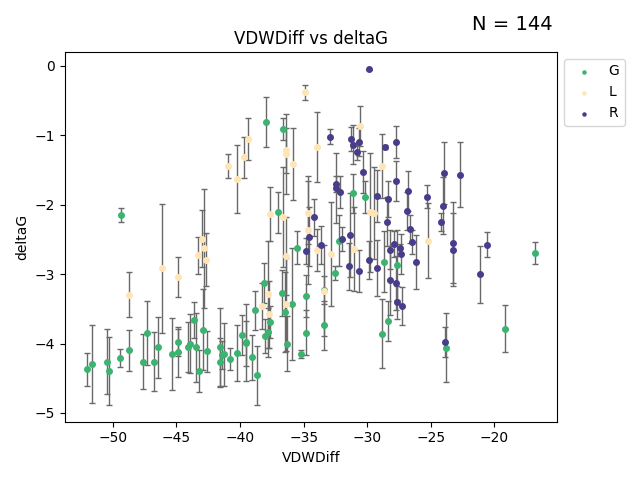 N = 144
VDWDiff vs deltaG
G
L
R
deltaG
0
−1
−2
−3
−4
−5
−50 −45 −40 −35 −30 −25 −20
VDWDiff